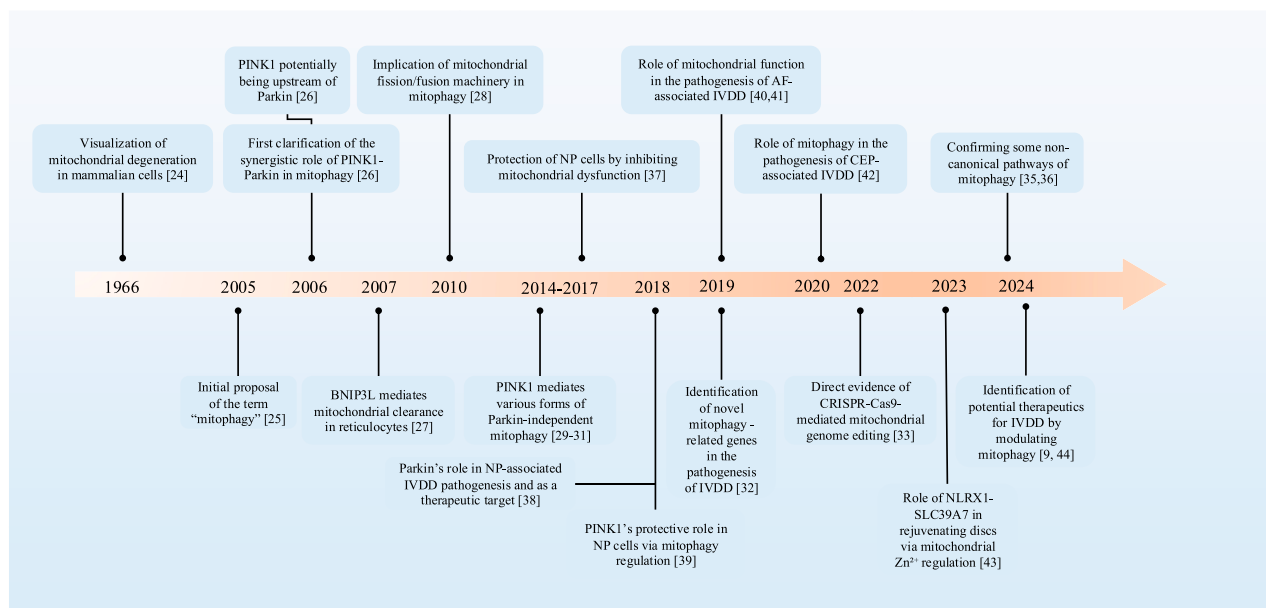 PINK1 potentially
being upstream of
Parkin [26]
Implication of mitochondrial
fission/fusion machinery in
mitophagy [28]
Role of mitochondrial function
in the pathogenesis of AF-
associated IVDD [40,41]
Visualization of
mitochondrial degeneration
in mammalian cells [24]
First clarification of the
synergistic role of PINK1-
Parkin in mitophagy [26]
Protection of NP cells by inhibiting
mitochondrial dysfunction [37]
Role of mitophagy in the
pathogenesis of CEP-
associated IVDD [42]
Confirming some non-
canonical pathways of
mitophagy [35,36]
1966 2005 2006 2007 2010 2014-2017 2018 2019 2020 2022 2023 2024
Initial proposal
of the term
“mitophagy” [25]
BNIP3L mediates
mitochondrial clearance
in reticulocytes [27]
PINK1 mediates
various forms of
Parkin-independent
mitophagy [29-31]
Identification
of novel
mitophagy -
related genes
in the
pathogenesis
of IVDD [32]
Direct evidence of
CRISPR-Cas9-
mediated mitochondrial
genome editing [33]
Identification of
potential therapeutics
for IVDD by
modulating
mitophagy [9, 44]
Parkin’s role in NP-associated
IVDD pathogenesis and as a
therapeutic target [38]
PINK1’s protective role in
NP cells via mitophagy
regulation [39]
Role of NLRX1-
SLC39A7 in
rejuvenating discs
via mitochondrial
Zn²⁺ regulation [43]